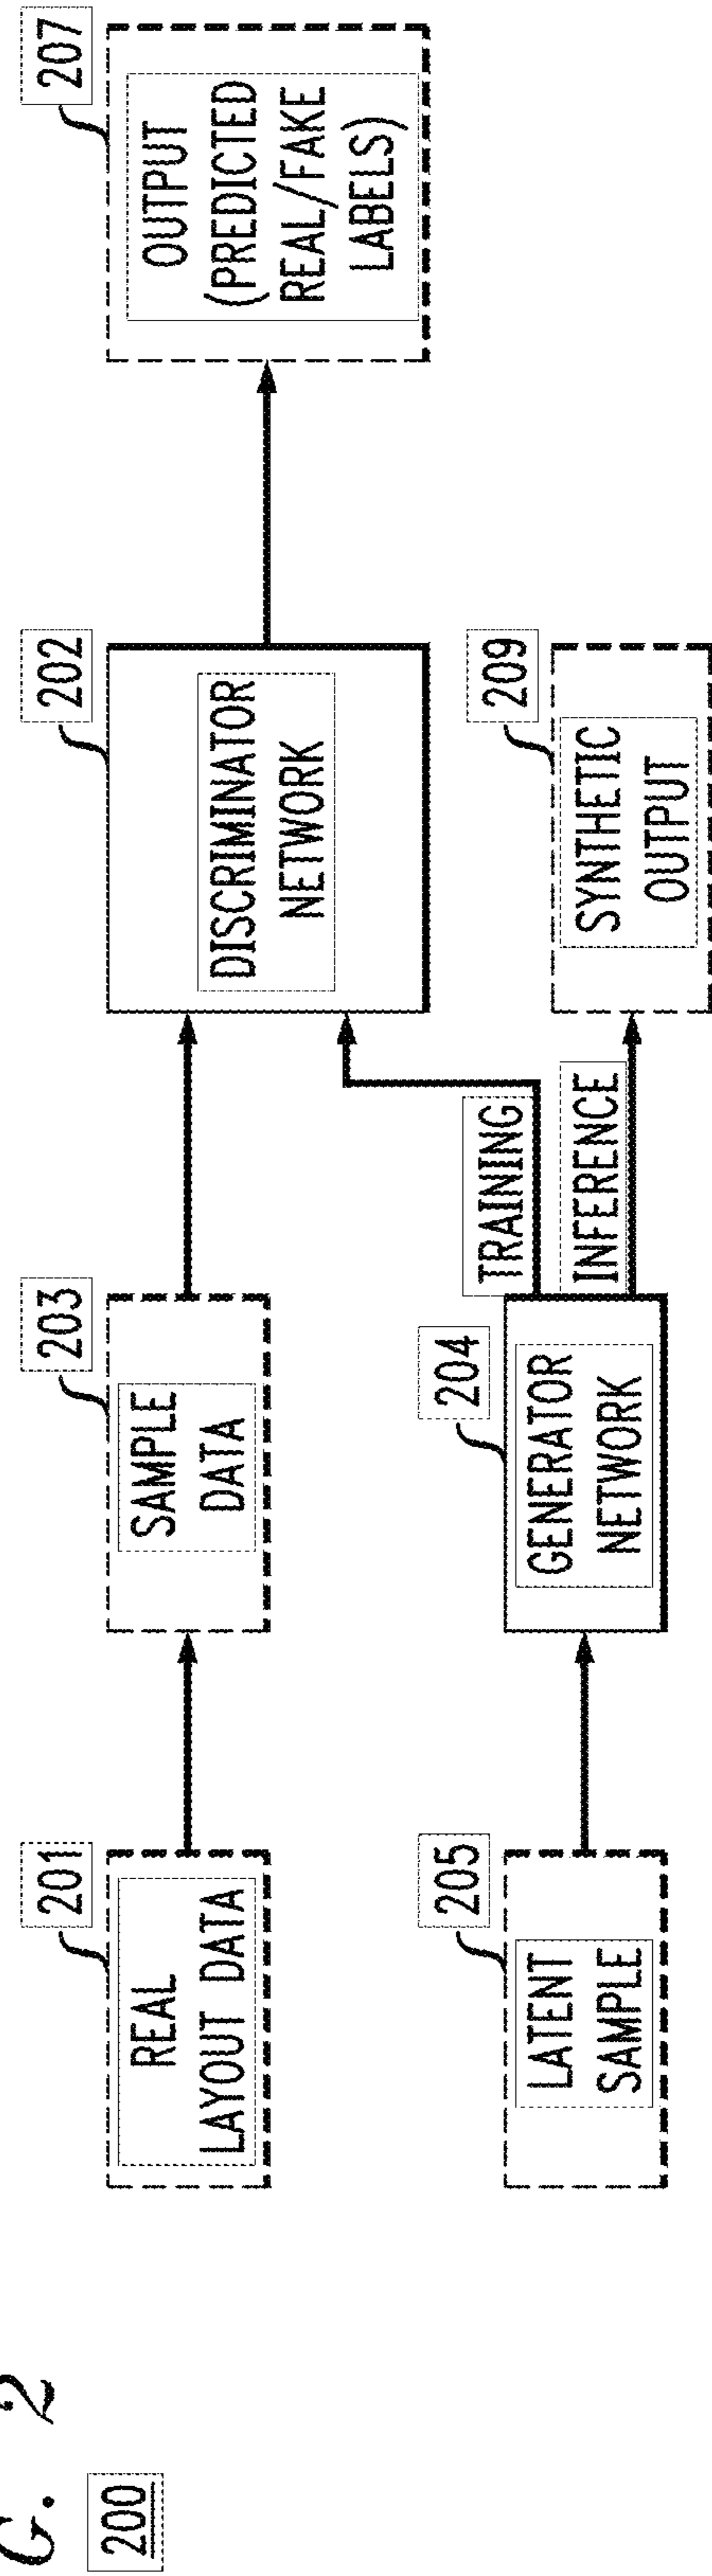 G. 2
200
201
REAL
LAYOUT DATA
203
SAMPLE
DATA
202
DISCRIMINATOR
NETWORK
207
OUTPUT
(PREDICTED
REAL/FAKE
LABELS)
205
LATENT
SAMPLE
204
GENERATOR
NETWORK
TRAINING
INFERENCE
209
SYNTHETIC
OUTPUT